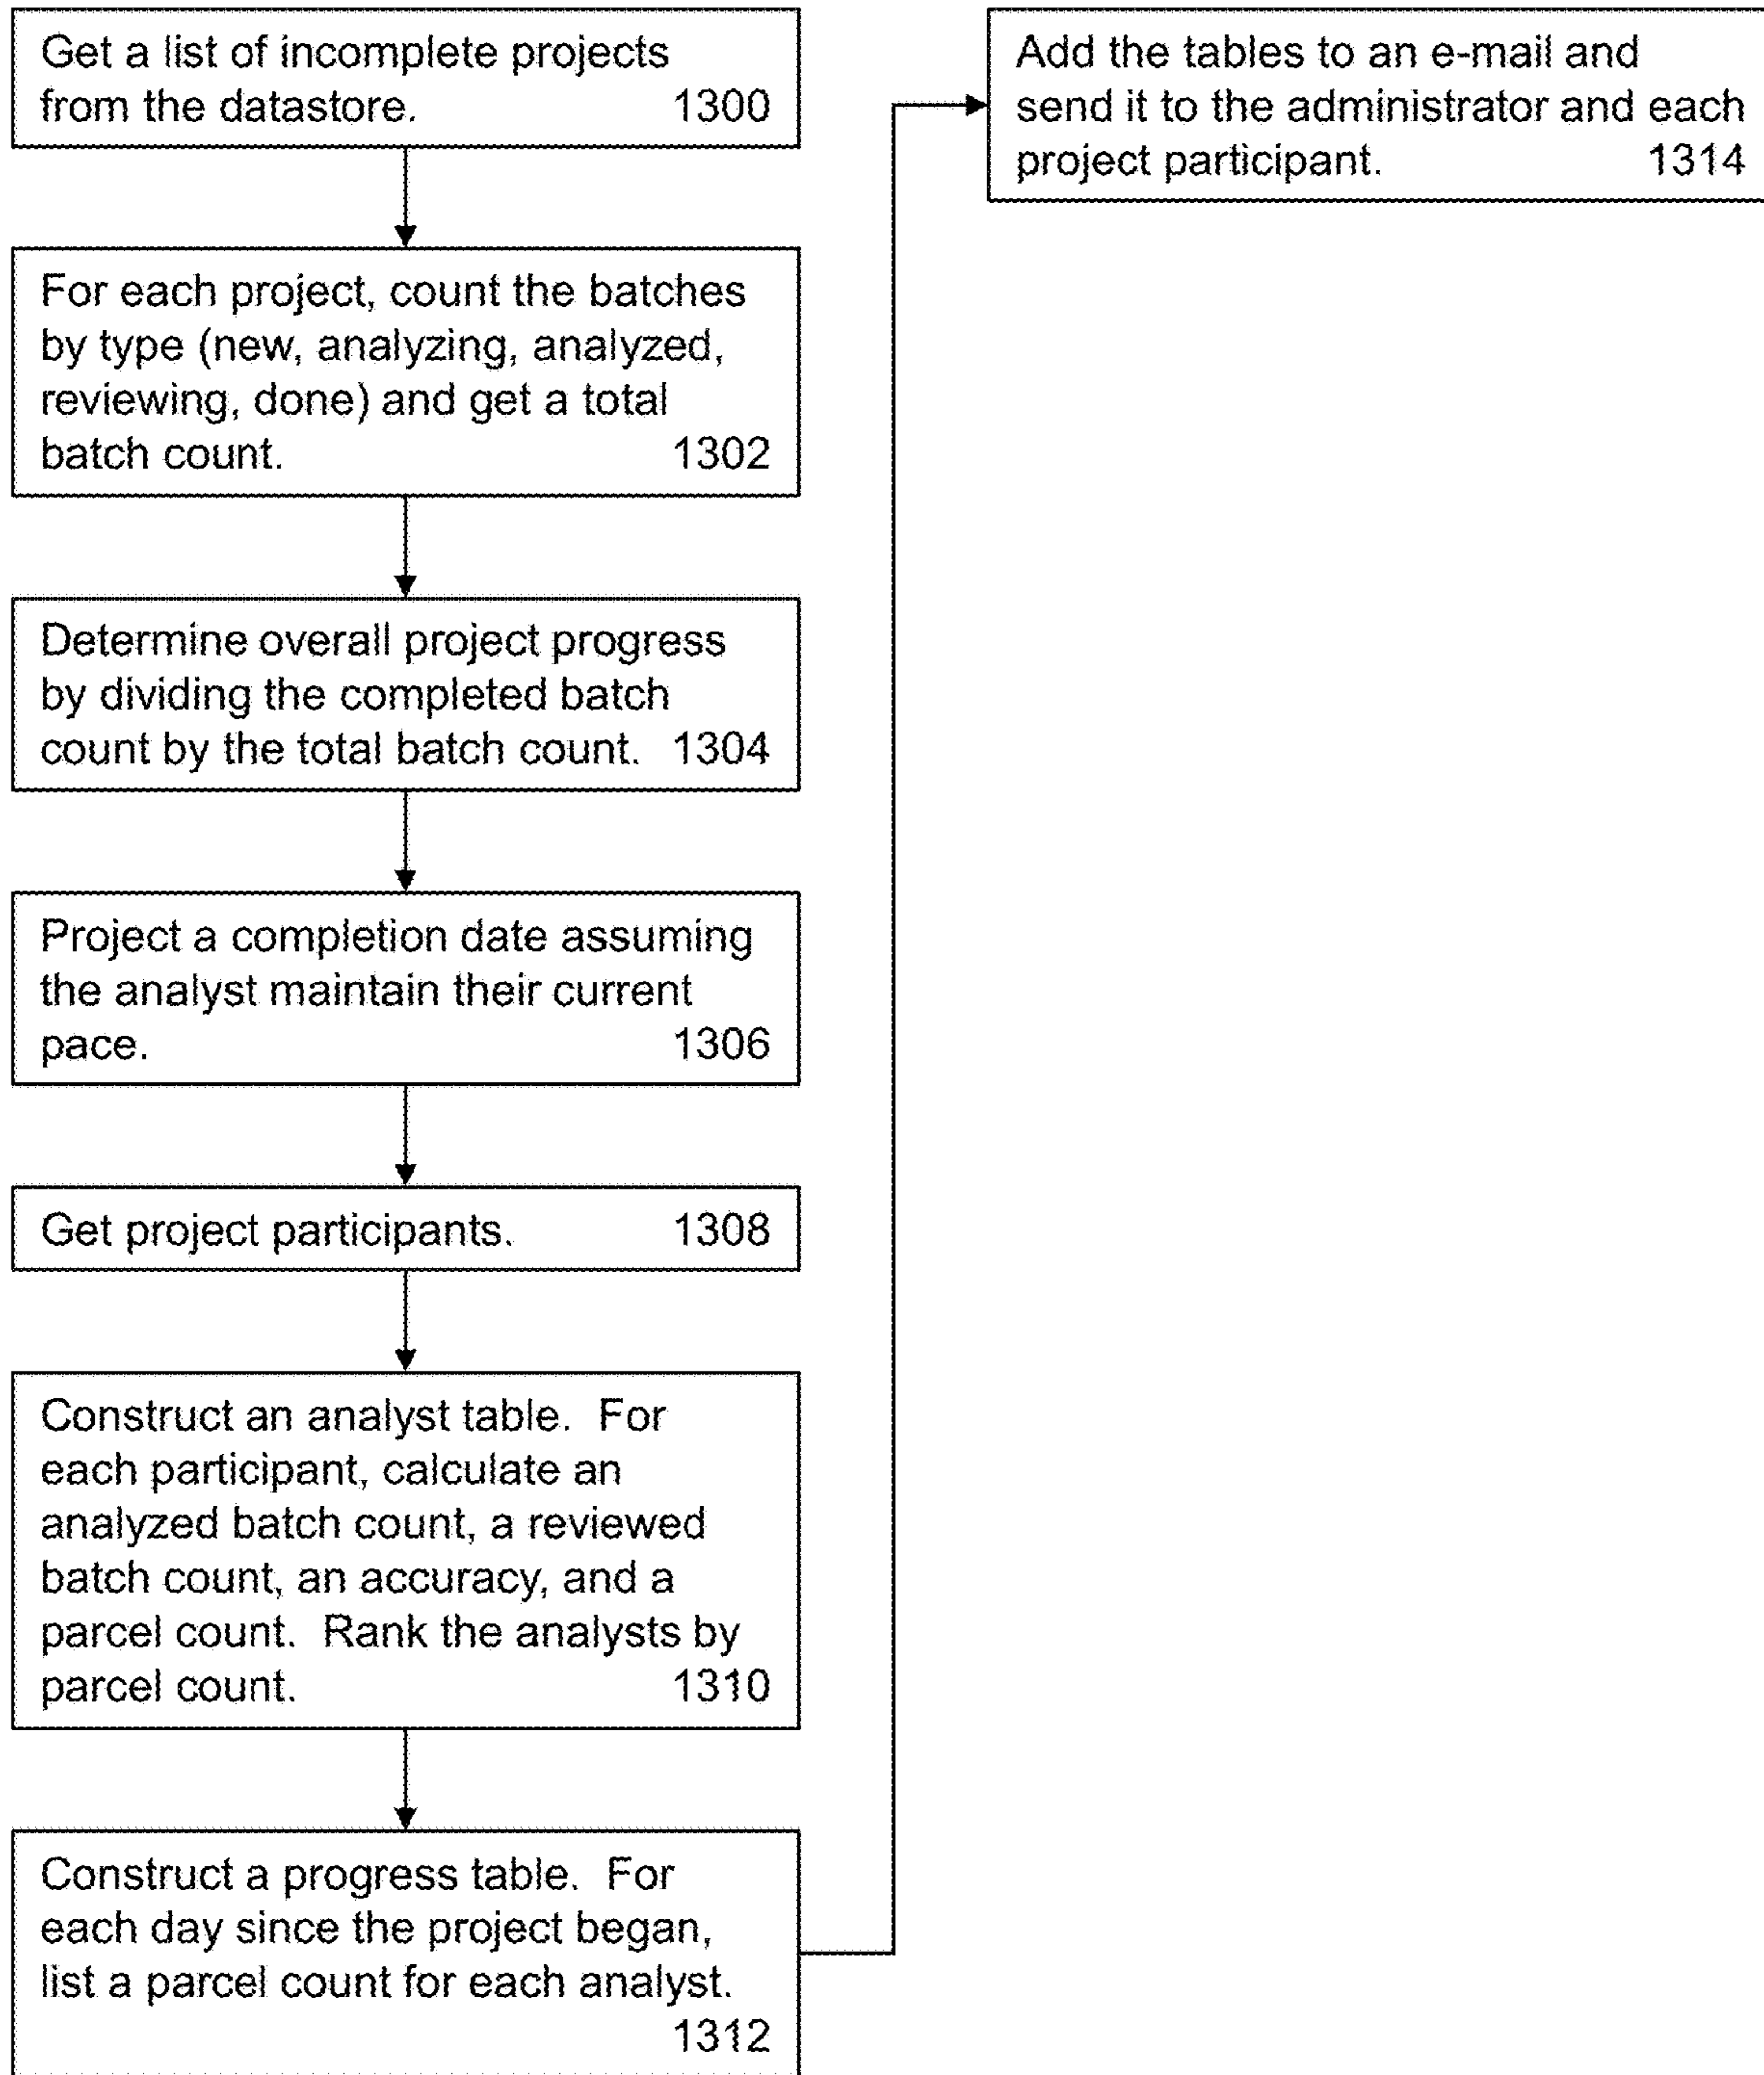 Get a list of incomplete projects
from the datastore. 1300
For each project, count the batches
by type (new, analyzing, analyzed,
reviewing, done) and get a total
batch count. 1302
Determine overall project progress
by dividing the completed batch
count by the total batch count. 1304
Project a completion date assuming
the analyst maintain their current
pace. 1306
Get project participants. 1308
Construct an analyst table. For
each participant, calculate an
analyzed batch count, a reviewed
batch count, an accuracy, and a
parcel count. Rank the analysts by
parcel count. 1310
Construct a progress table. For
each day since the project began,
list a parcel count for each analyst.
1312
Add the tables to an e-mail and
send it to the administrator and each
project participant. 1314